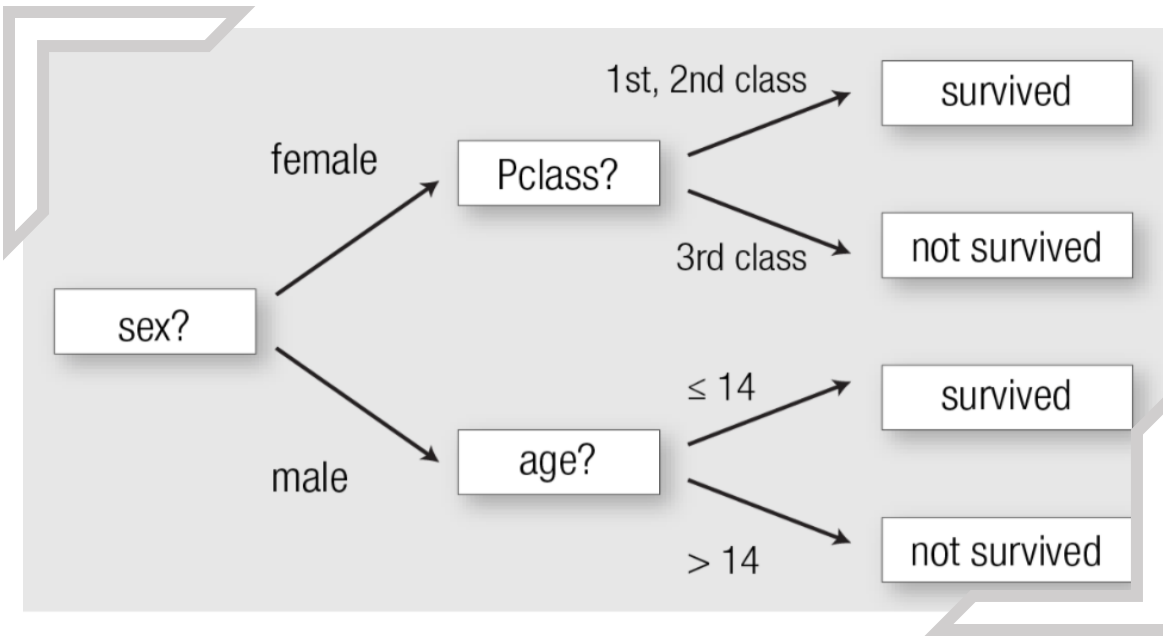 1st, 2nd class
survived
female
Pclass?
3rd class
not survived
sex?
≤ 14
survived
male
age?
> 14
not survived